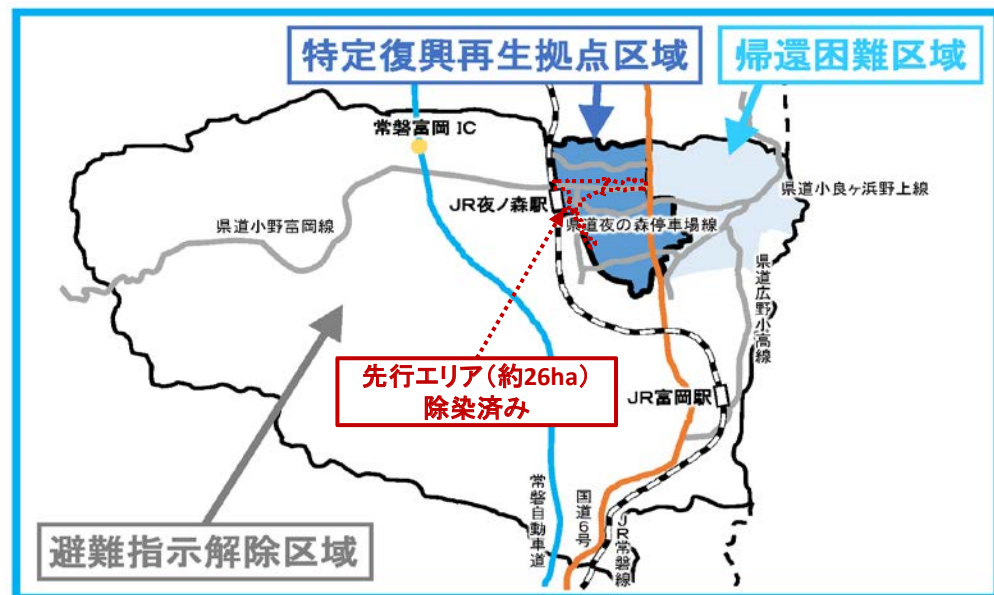 特定復興再生拠点区域
帰還困難区域
常磐富岡 IC
県道小良ヶ浜野上線
JR夜ノ森駅
県道夜の森停車場線
県道小野富岡線
県道広野小高線
先行エリア（約26ha）
除染済み
JR富岡駅
避難指示解除区域
常磐自動車道
国道6号
JR常磐線